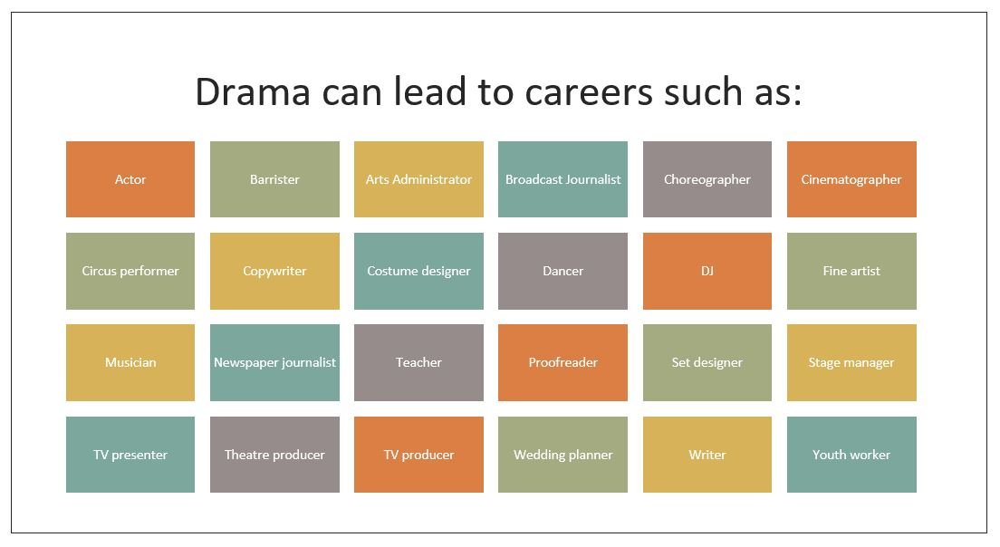 Drama can lead to careers such as:
Actor
Barrister
Arts Administrator
Broadcast Journalist
Choreographer
Cinematographer
Circus performer
Copywriter
Costume designer
Dancer
DJ
Fine artist
Musician
Newspaper journalist
Teacher
Proofreader
Set designer
Stage manager
TV presenter
Theatre producer
TV producer
Wedding planner
Writer
Youth worker